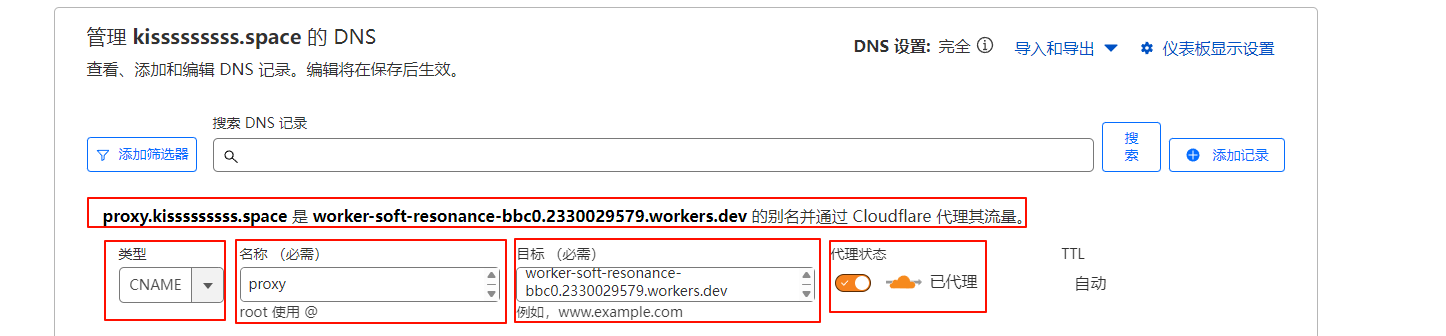 管理 kisssssssss.space 的 DNS
查看、添加和编辑 DNS 记录。编辑将在保存后生效。
DNS 设置: 完全
导入和导出
仪表板显示设置
搜索 DNS 记录
添加筛选器
搜
索
添加记录
proxy.kisssssssss.space 是 worker-soft-resonance-bbc0.2330029579.workers.dev 的别名并通过 Cloudflare 代理其流量。
类型
名称 （必需）
目标 （必需）
代理状态
TTL
CNAME
proxy
worker-soft-resonance-
bbc0.2330029579.workers.dev
已代理
自动
root 使用 @
例如，www.example.com